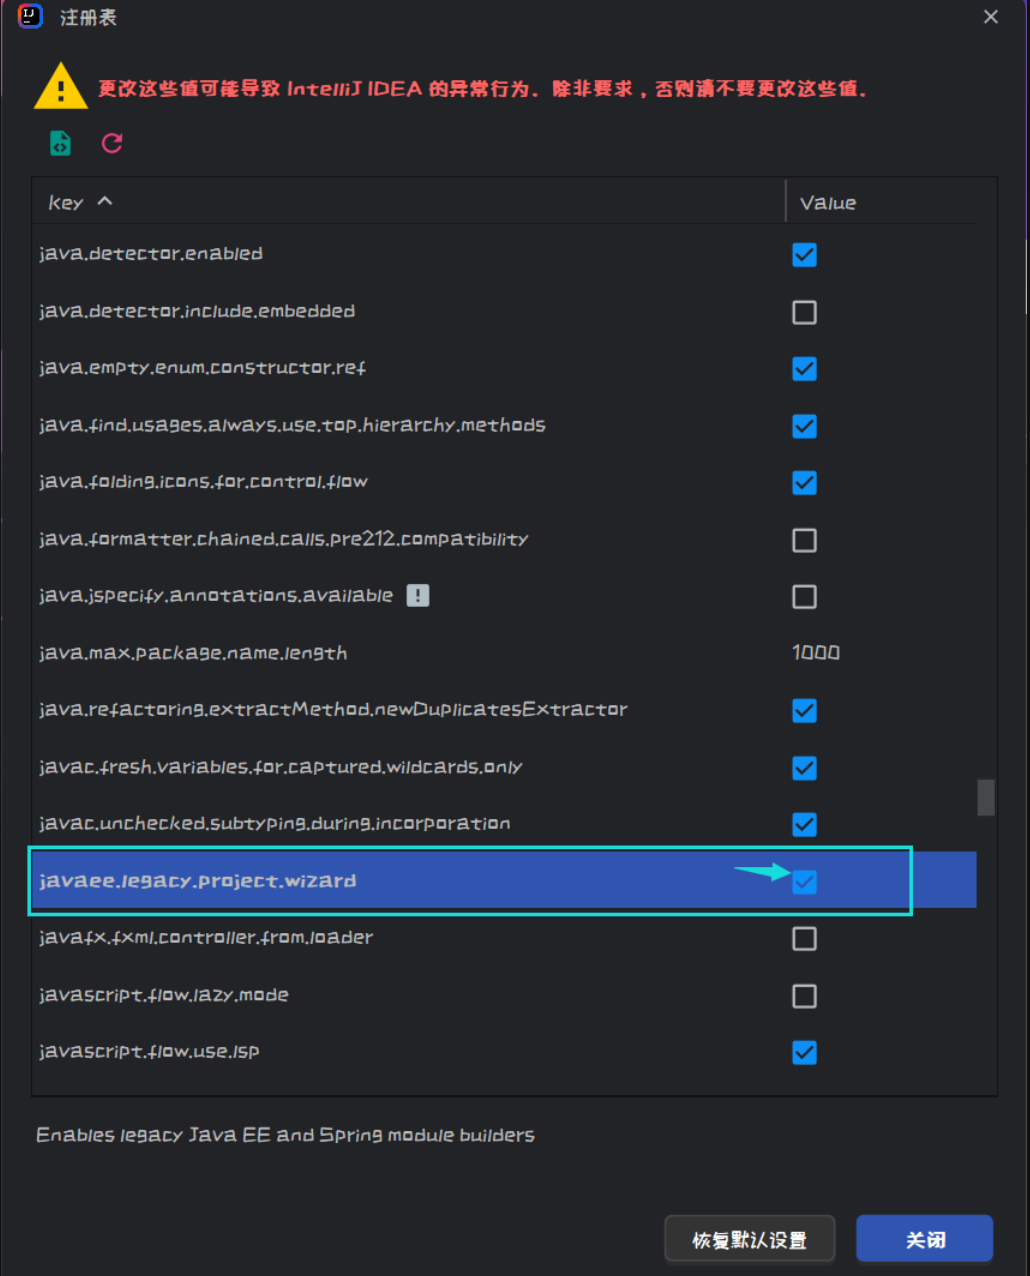 注册表
更改这些值可能导致 IntelliJ IDEA 的异常行为。除非要求，否则请不要更改这些值。
key Value
java.detector.enabled
java.detector.include.embedded
java.empty.enum.constructor.ref
java.find.usages.always.use.top.hierarchy.methods
java.folding.icons.for.control.flow
java.formatter.chained.calls.pre212.compatibility
java.jspecify.annotations.available
java.max.package.name.length 1000
java.refactoring.extractMethod.newDuplicatesExtractor
javac.fresh.variables.for.captured.wildcards.only
javac.unchecked.subtyping.during.incorporation
javaee.legacy.project.wizard
javafx.fxml.controller.from.loader
javascript.flow.lazy.mode
javascript.flow.use.lsp
Enables legacy Java EE and Spring module builders
恢复默认设置 关闭